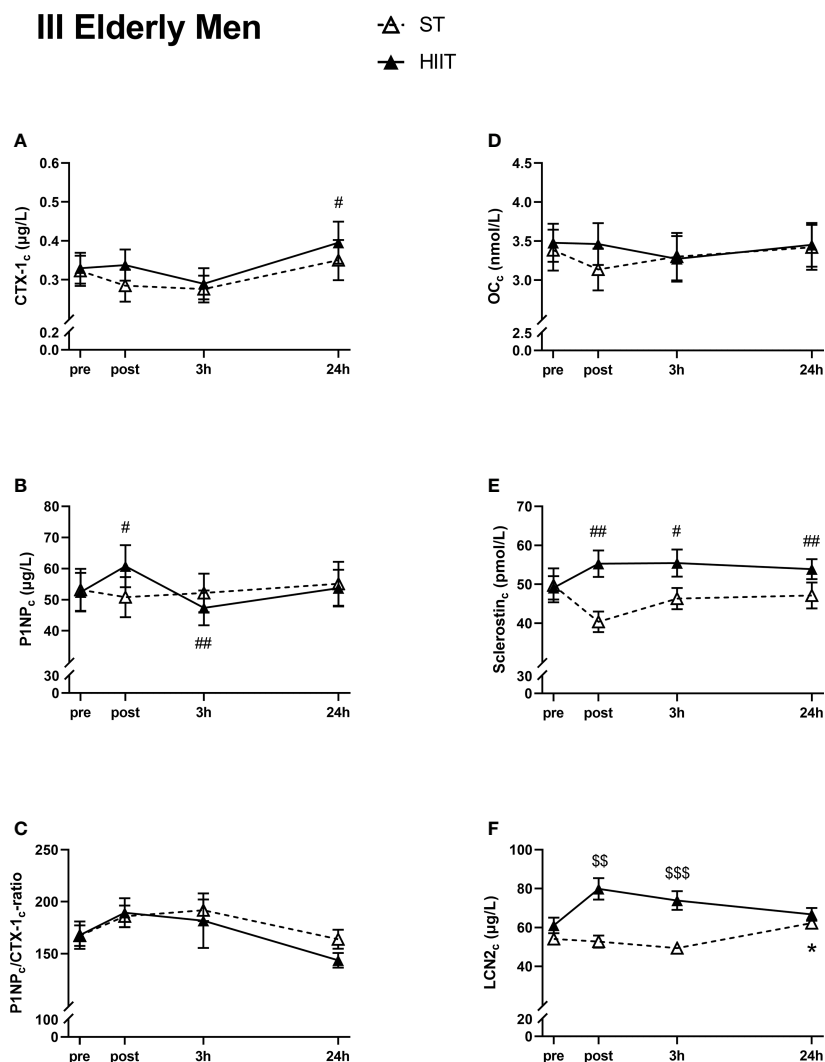 III Elderly Men
ST
HIIT
A
CTX-1c (µg/L)
0.6
0.5
0.4
0.3
0.2
0.0
#
pre post 3h 24h
D
OCc (nmol/L)
4.5
4.0
3.5
3.0
2.5
0.0
pre post 3h 24h
B
P1NPc (µg/L)
80
70
60
50
40
30
0
#
##
pre post 3h 24h
E
Sclerostinc (pmol/L)
70
60
50
40
30
0
## # ##
pre post 3h 24h
C
P1NPc/CTX-1c-ratio
250
200
150
100
0
pre post 3h 24h
F
LCN2c (µg/L)
100
80
60
40
20
0
$$ $$$
*
pre post 3h 24h